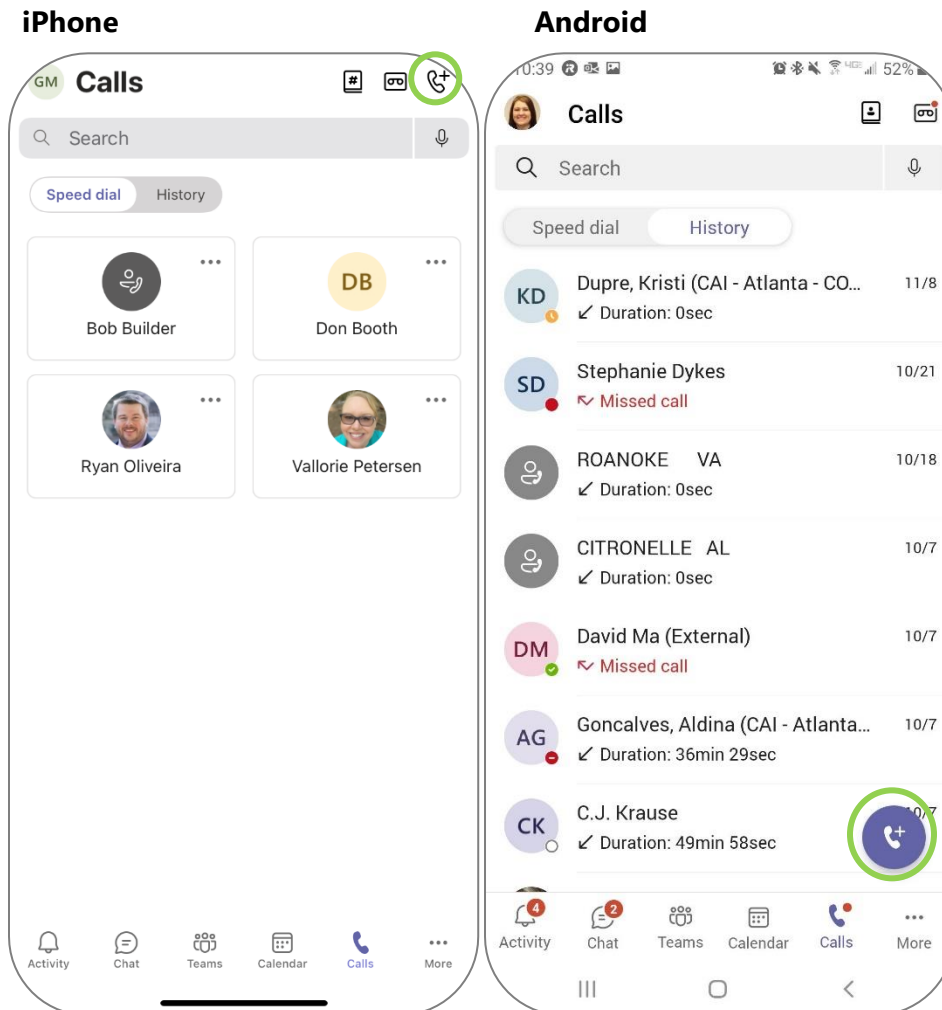 iPhone
GM Calls
Search
Speed dial History
Bob Builder
DB
Don Booth
Ryan Oliveira
Vallorie Petersen
Activity Chat Teams Calendar Calls More
Android
10:39 52%
Calls
Search
Speed dial History
KD Dupre, Kristi (CAI - Atlanta - CO... 11/8
Duration: 0sec
SD Stephanie Dykes 10/21
Missed call
ROANOKE VA 10/18
Duration: 0sec
CITRONELLE AL 10/7
Duration: 0sec
DM David Ma (External) 10/7
Missed call
AG Goncalves, Aldina (CAI - Atlanta... 10/7
Duration: 36min 29sec
CK C.J. Krause 10/7
Duration: 49min 58sec
4 2
Activity Chat Teams Calendar Calls More